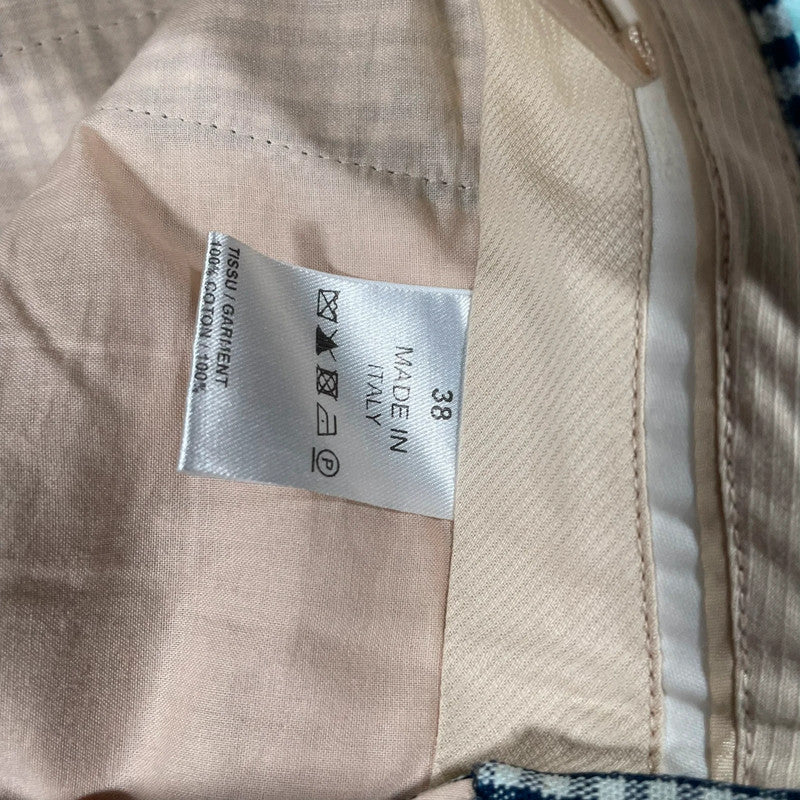 38
MADE IN
ITALY
P
TISSU / GARMENT
100% COTON / 100%